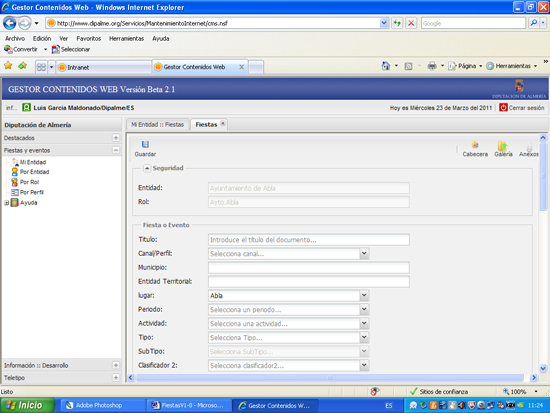 Gestor Contenidos Web - Windows Internet Explorer
http://www.dipalme.org/Servicios/MantenimientoInternet/cms.nsf
Google
Archivo Edición Ver Favoritos Herramientas Ayuda
Convertir Seleccionar
Intranet Gestor Contenidos Web Página Herramientas
GESTOR CONTENIDOS WEB Versión Beta 2.1
DIPUTACIÓN DE ALMERÍA
inf... Luis Garcia Maldonado/Dipalme/ES Hoy es Miércoles 23 de Marzo del 2011 Cerrar sesión
Diputación de Almería Mi Entidad :: Fiestas Fiestas
Destacados
Fiestas y eventos
Mi Entidad
Por Entidad
Por Rol
Por Perfil
Ayuda
Guardar Cabecera Galería Anexos
Seguridad
Entidad: Ayuntamiento de Abla
Rol: Ayto.Abla
Fiesta o Evento
Titulo: Introduce el título del documento...
Canal/Perfil: Selecciona canal...
Municipio:
Entidad Territorial:
lugar: Abla
Periodo: Selecciona un periodo...
Actividad: Selecciona una actividad...
Tipo: Selecciona Tipo...
SubTipo: Selecciona SubTipo...
Clasificador 2: Selecciona clasificador2...
Información :: Desarrollo
Teletipo
Listo Sitios de confianza 100%
Inicio Adobe Photoshop FiestasV1-0 - Microso... Gestor Contenidos W... ES 11:24